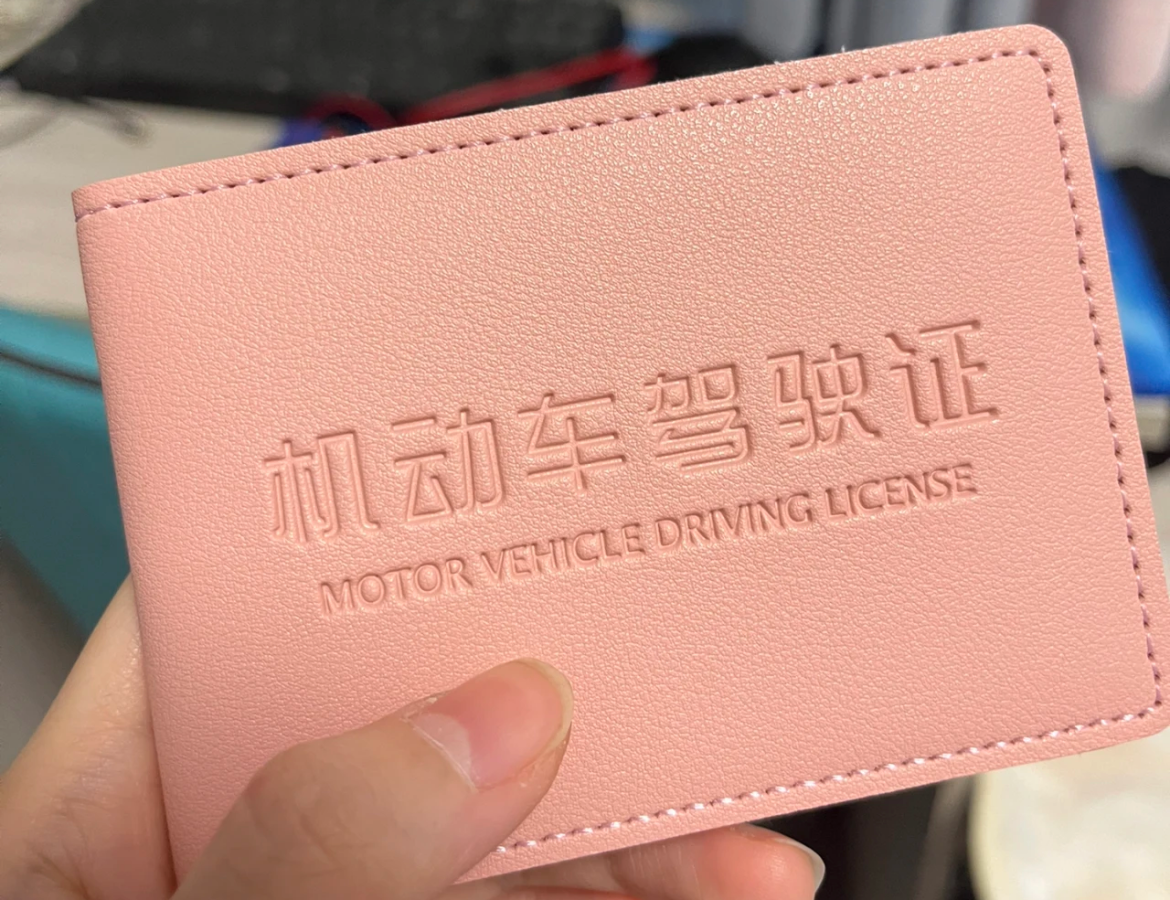 机动车驾驶证
MOTOR VEHICLE DRIVING LICENSE